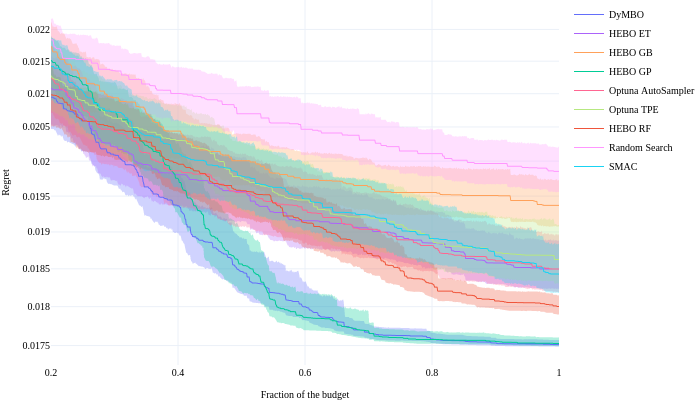 0.022
0.0215
0.021
0.0205
0.02
0.0195
0.019
0.0185
0.018
0.0175
Regret
0.2
0.4
0.6
0.8
1
Fraction of the budget
DyMBO
HEBO ET
HEBO GB
HEBO GP
Optuna AutoSampler
Optuna TPE
HEBO RF
Random Search
SMAC